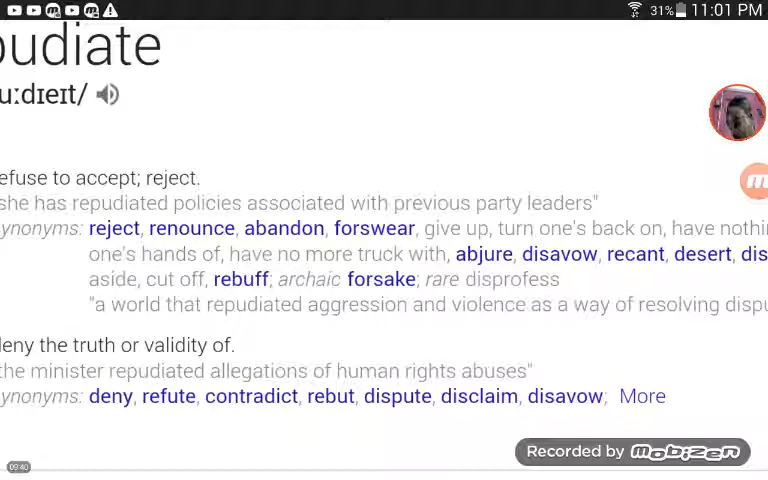 31% 11:01 PM
pudiate
uːdɪeɪt/
efuse to accept; reject.
she has repudiated policies associated with previous party leaders"
ynonyms: reject, renounce, abandon, forswear, give up, turn one's back on, have nothin
one's hands of, have no more truck with, abjure, disavow, recant, desert, dis
aside, cut off, rebuff; archaic forsake; rare disprofess
"a world that repudiated aggression and violence as a way of resolving dispu
deny the truth or validity of.
the minister repudiated allegations of human rights abuses"
ynonyms: deny, refute, contradict, rebut, dispute, disclaim, disavow; More
Recorded by mobizen
09:40